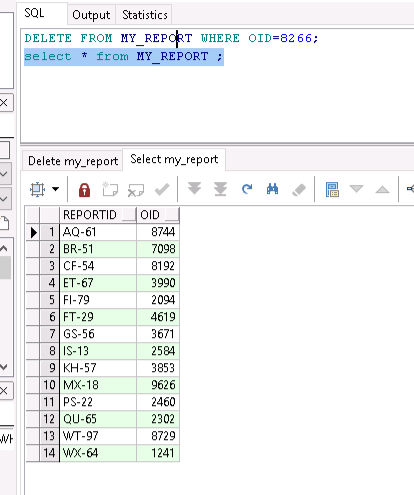 SQL Output Statistics
DELETE FROM MY_REPORT WHERE OID=8266;
select * from MY_REPORT ;
Delete my_report Select my_report
REPORTID OID
1 AQ-61 8744
2 BR-51 7098
3 CF-54 8192
4 ET-67 3990
5 FI-79 2094
6 FT-29 4619
7 GS-56 3671
8 IS-13 2584
9 KH-57 3853
10 MX-18 9626
11 PS-22 2460
12 QU-65 2302
13 WT-97 8729
14 WX-64 1241